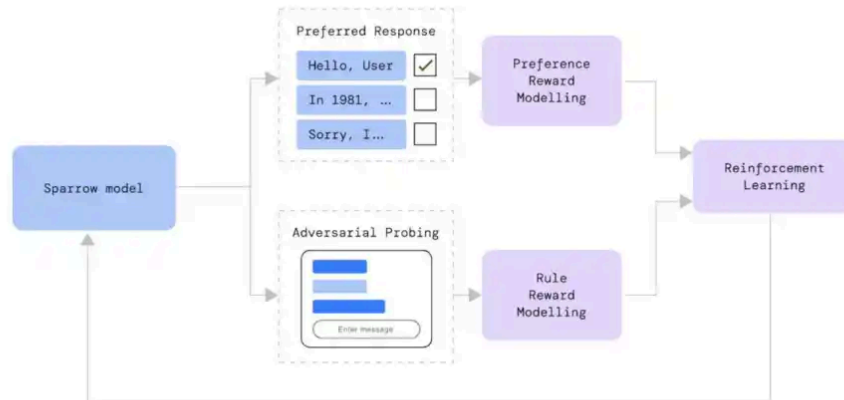 Preferred Response
Hello, User
In 1981, ...
Sorry, I...
Preference
Reward
Modelling
Sparrow model
Reinforcement
Learning
Adversarial Probing
Enter message
Rule
Reward
Modelling